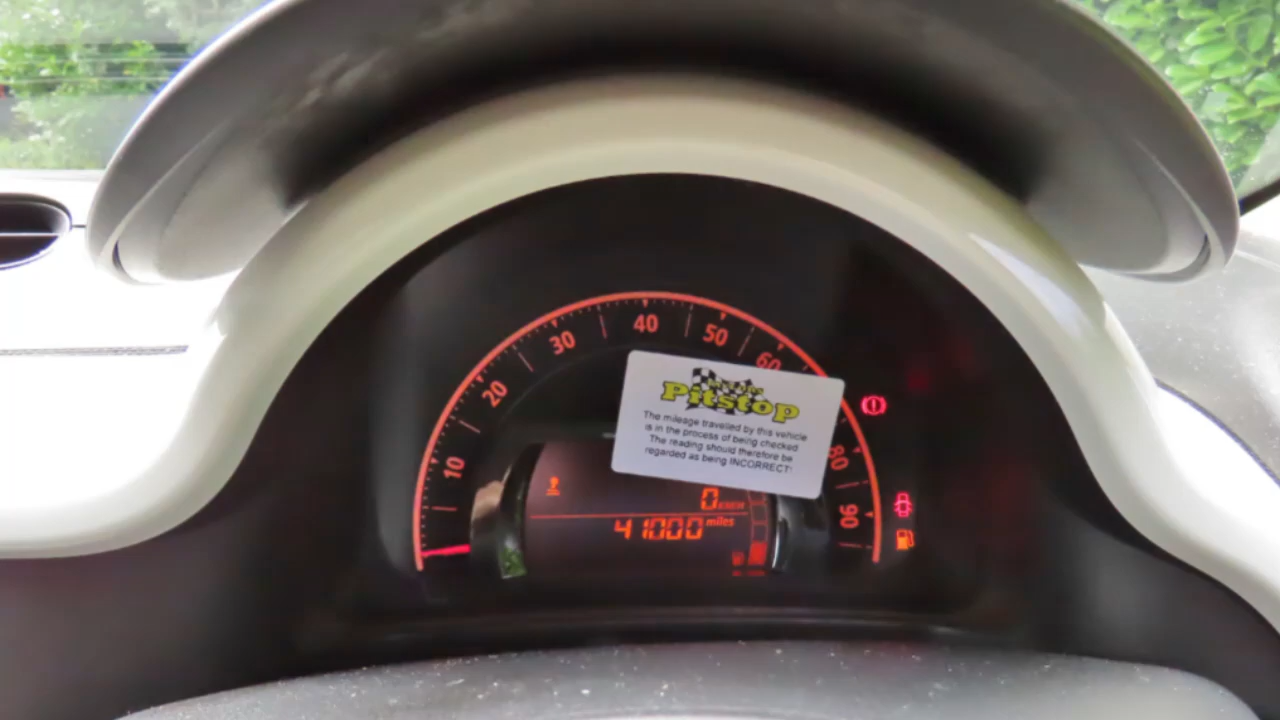 10
20
30
40
50
60
80
90
Pitstop
The mileage travelled by this vehicle
is in the process of being checked
The reading should therefore be
regarded as being INCORRECT'
0
41000 miles